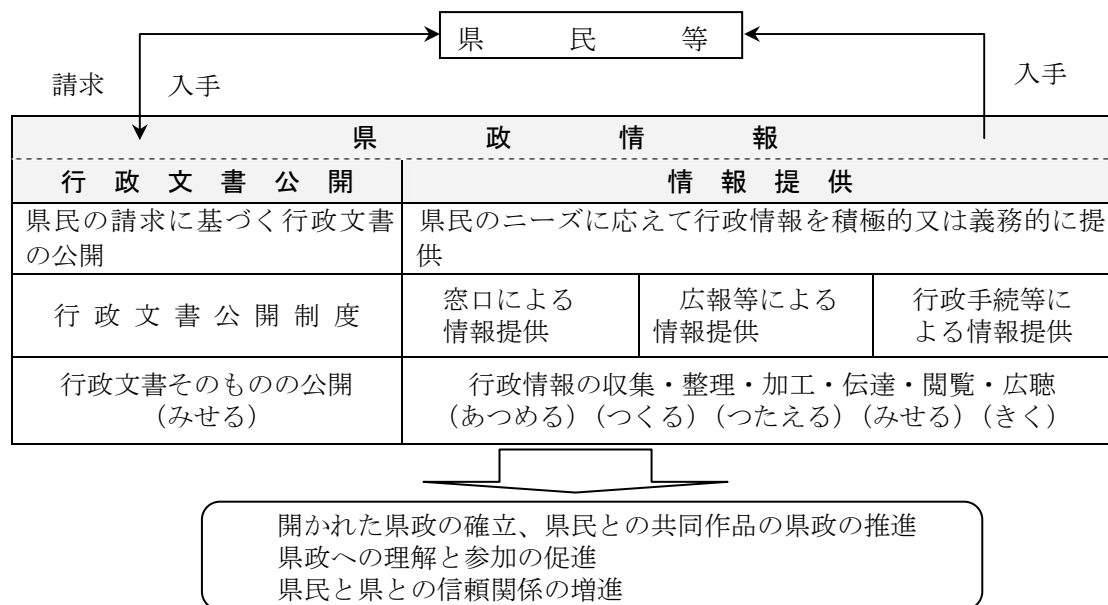 県民等
請求
入手
入手
県政情報
行政文書公開
情報提供
県民の請求に基づく行政文書
の公開
県民のニーズに応えて行政情報を積極的又は義務的に提
供
行政文書公開制度
窓口による
情報提供
広報等による
情報提供
行政手続等に
よる情報提供
行政文書そのものの公開
(みせる)
行政情報の収集・整理・加工・伝達・閲覧・広聴
(あつめる)(つくる)(つたえる)(みせる)(きく)
開かれた県政の確立、県民との共同作品の県政の推進
県政への理解と参加の促進
県民と県との信頼関係の増進